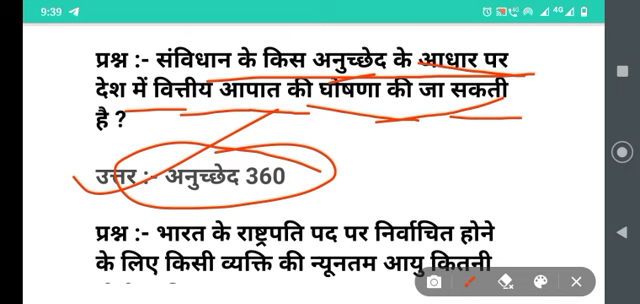 9:39
4G
प्रश्न :- संविधान के किस अनुच्छेद के आधार पर
देश में वित्तीय आपात की घोषणा की जा सकती
है ?
उत्तर :- अनुच्छेद 360
प्रश्न :- भारत के राष्ट्रपति पद पर निर्वाचित होने
के लिए किसी व्यक्ति की न्यूनतम आयु कितनी